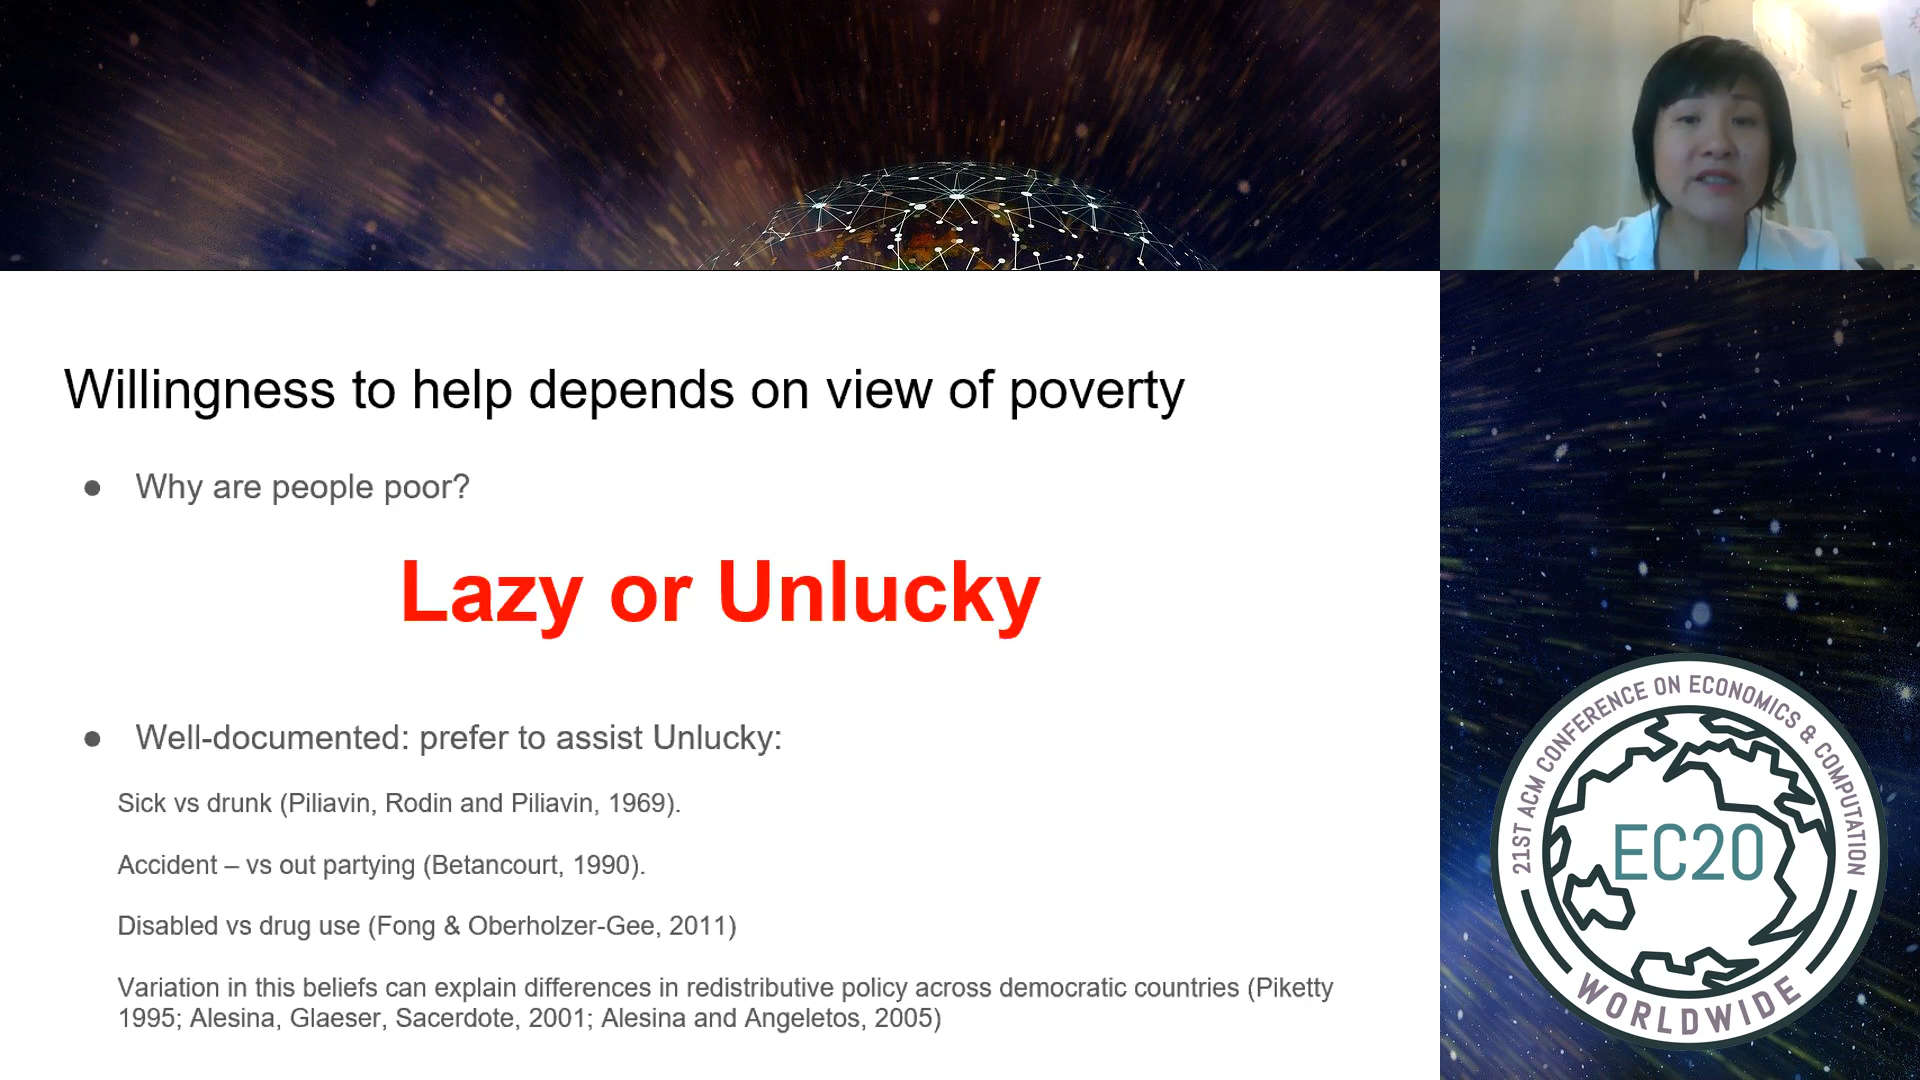 Willingness to help depends on view of poverty
● Why are people poor?
Lazy or Unlucky
● Well-documented: prefer to assist Unlucky:
Sick vs drunk (Piliavin, Rodin and Piliavin, 1969).
Accident – vs out partying (Betancourt, 1990).
Disabled vs drug use (Fong & Oberholzer-Gee, 2011)
Variation in this beliefs can explain differences in redistributive policy across democratic countries (Piketty
1995; Alesina, Glaeser, Sacerdote, 2001; Alesina and Angeletos, 2005)
21ST ACM CONFERENCE ON ECONOMICS & COMPUTATION
EC20
WORLDWIDE